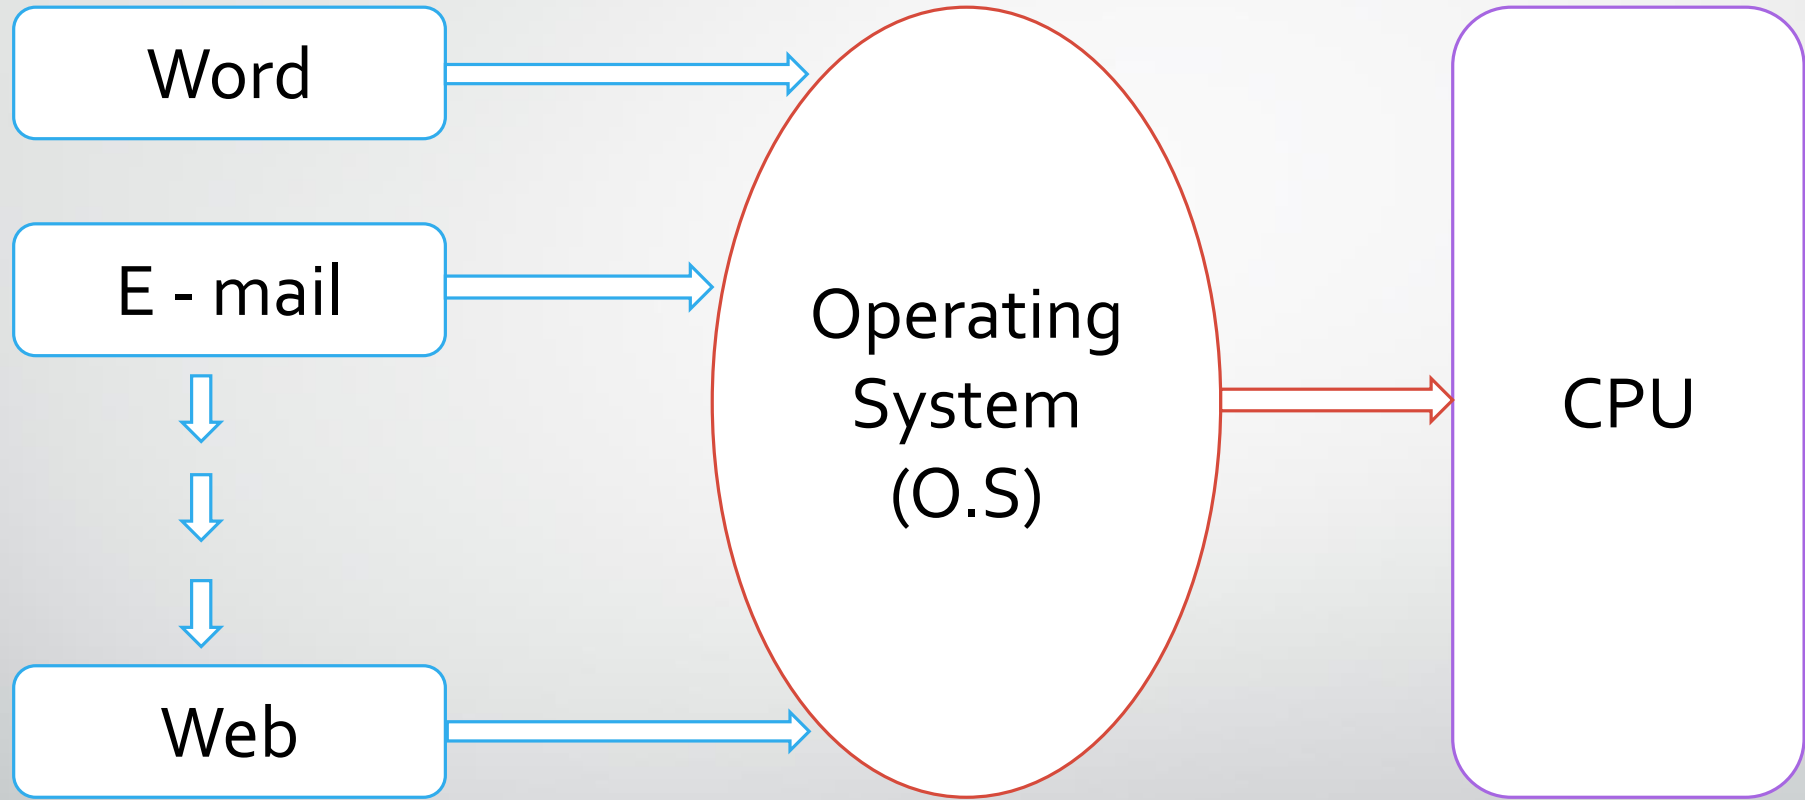 Word
E - mail
Web
Operating
System
(O.S)
CPU